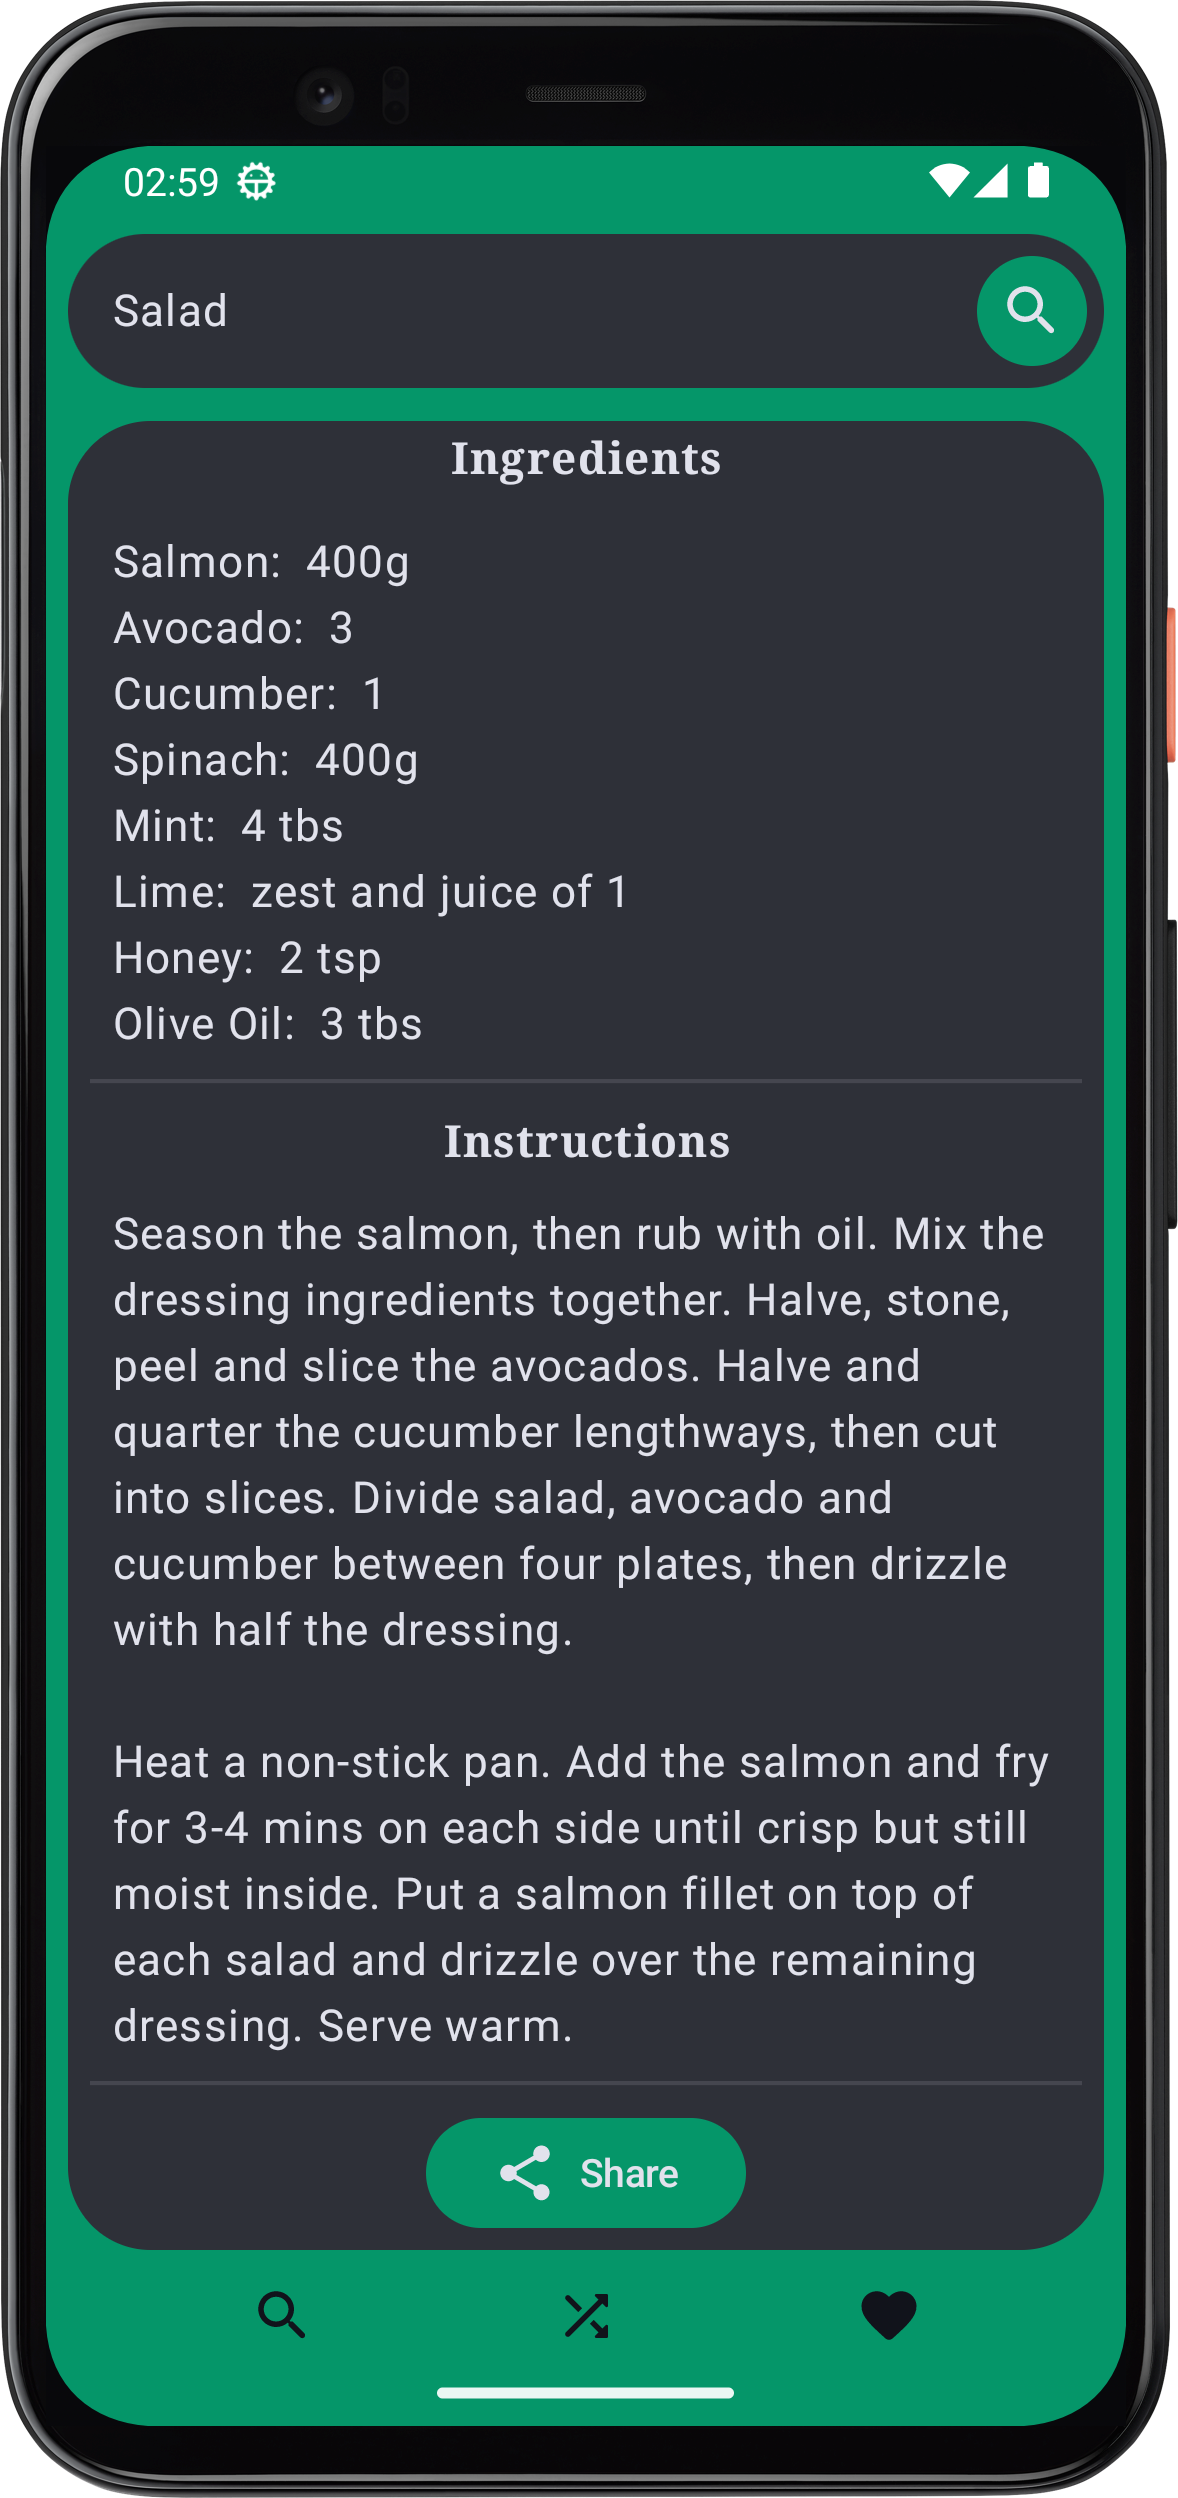 02:59
Salad
Ingredients
Salmon:  400g
Avocado:  3
Cucumber:  1
Spinach:  400g
Mint:  4 tbs
Lime:  zest and juice of 1
Honey:  2 tsp
Olive Oil:  3 tbs
Instructions
Season the salmon, then rub with oil. Mix the
dressing ingredients together. Halve, stone,
peel and slice the avocados. Halve and
quarter the cucumber lengthways, then cut
into slices. Divide salad, avocado and
cucumber between four plates, then drizzle
with half the dressing.
Heat a non-stick pan. Add the salmon and fry
for 3-4 mins on each side until crisp but still
moist inside. Put a salmon fillet on top of
each salad and drizzle over the remaining
dressing. Serve warm.
Share